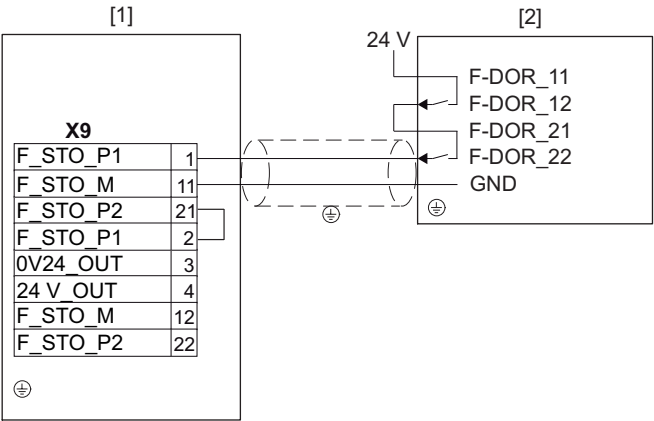 [1]
[2]
24 V
F-DOR_11
F-DOR_12
F-DOR_21
F-DOR_22
GND
X9
F_STO_P1 1
F_STO_M 11
F_STO_P2 21
F_STO_P1 2
0V24_OUT 3
24 V_OUT 4
F_STO_M 12
F_STO_P2 22